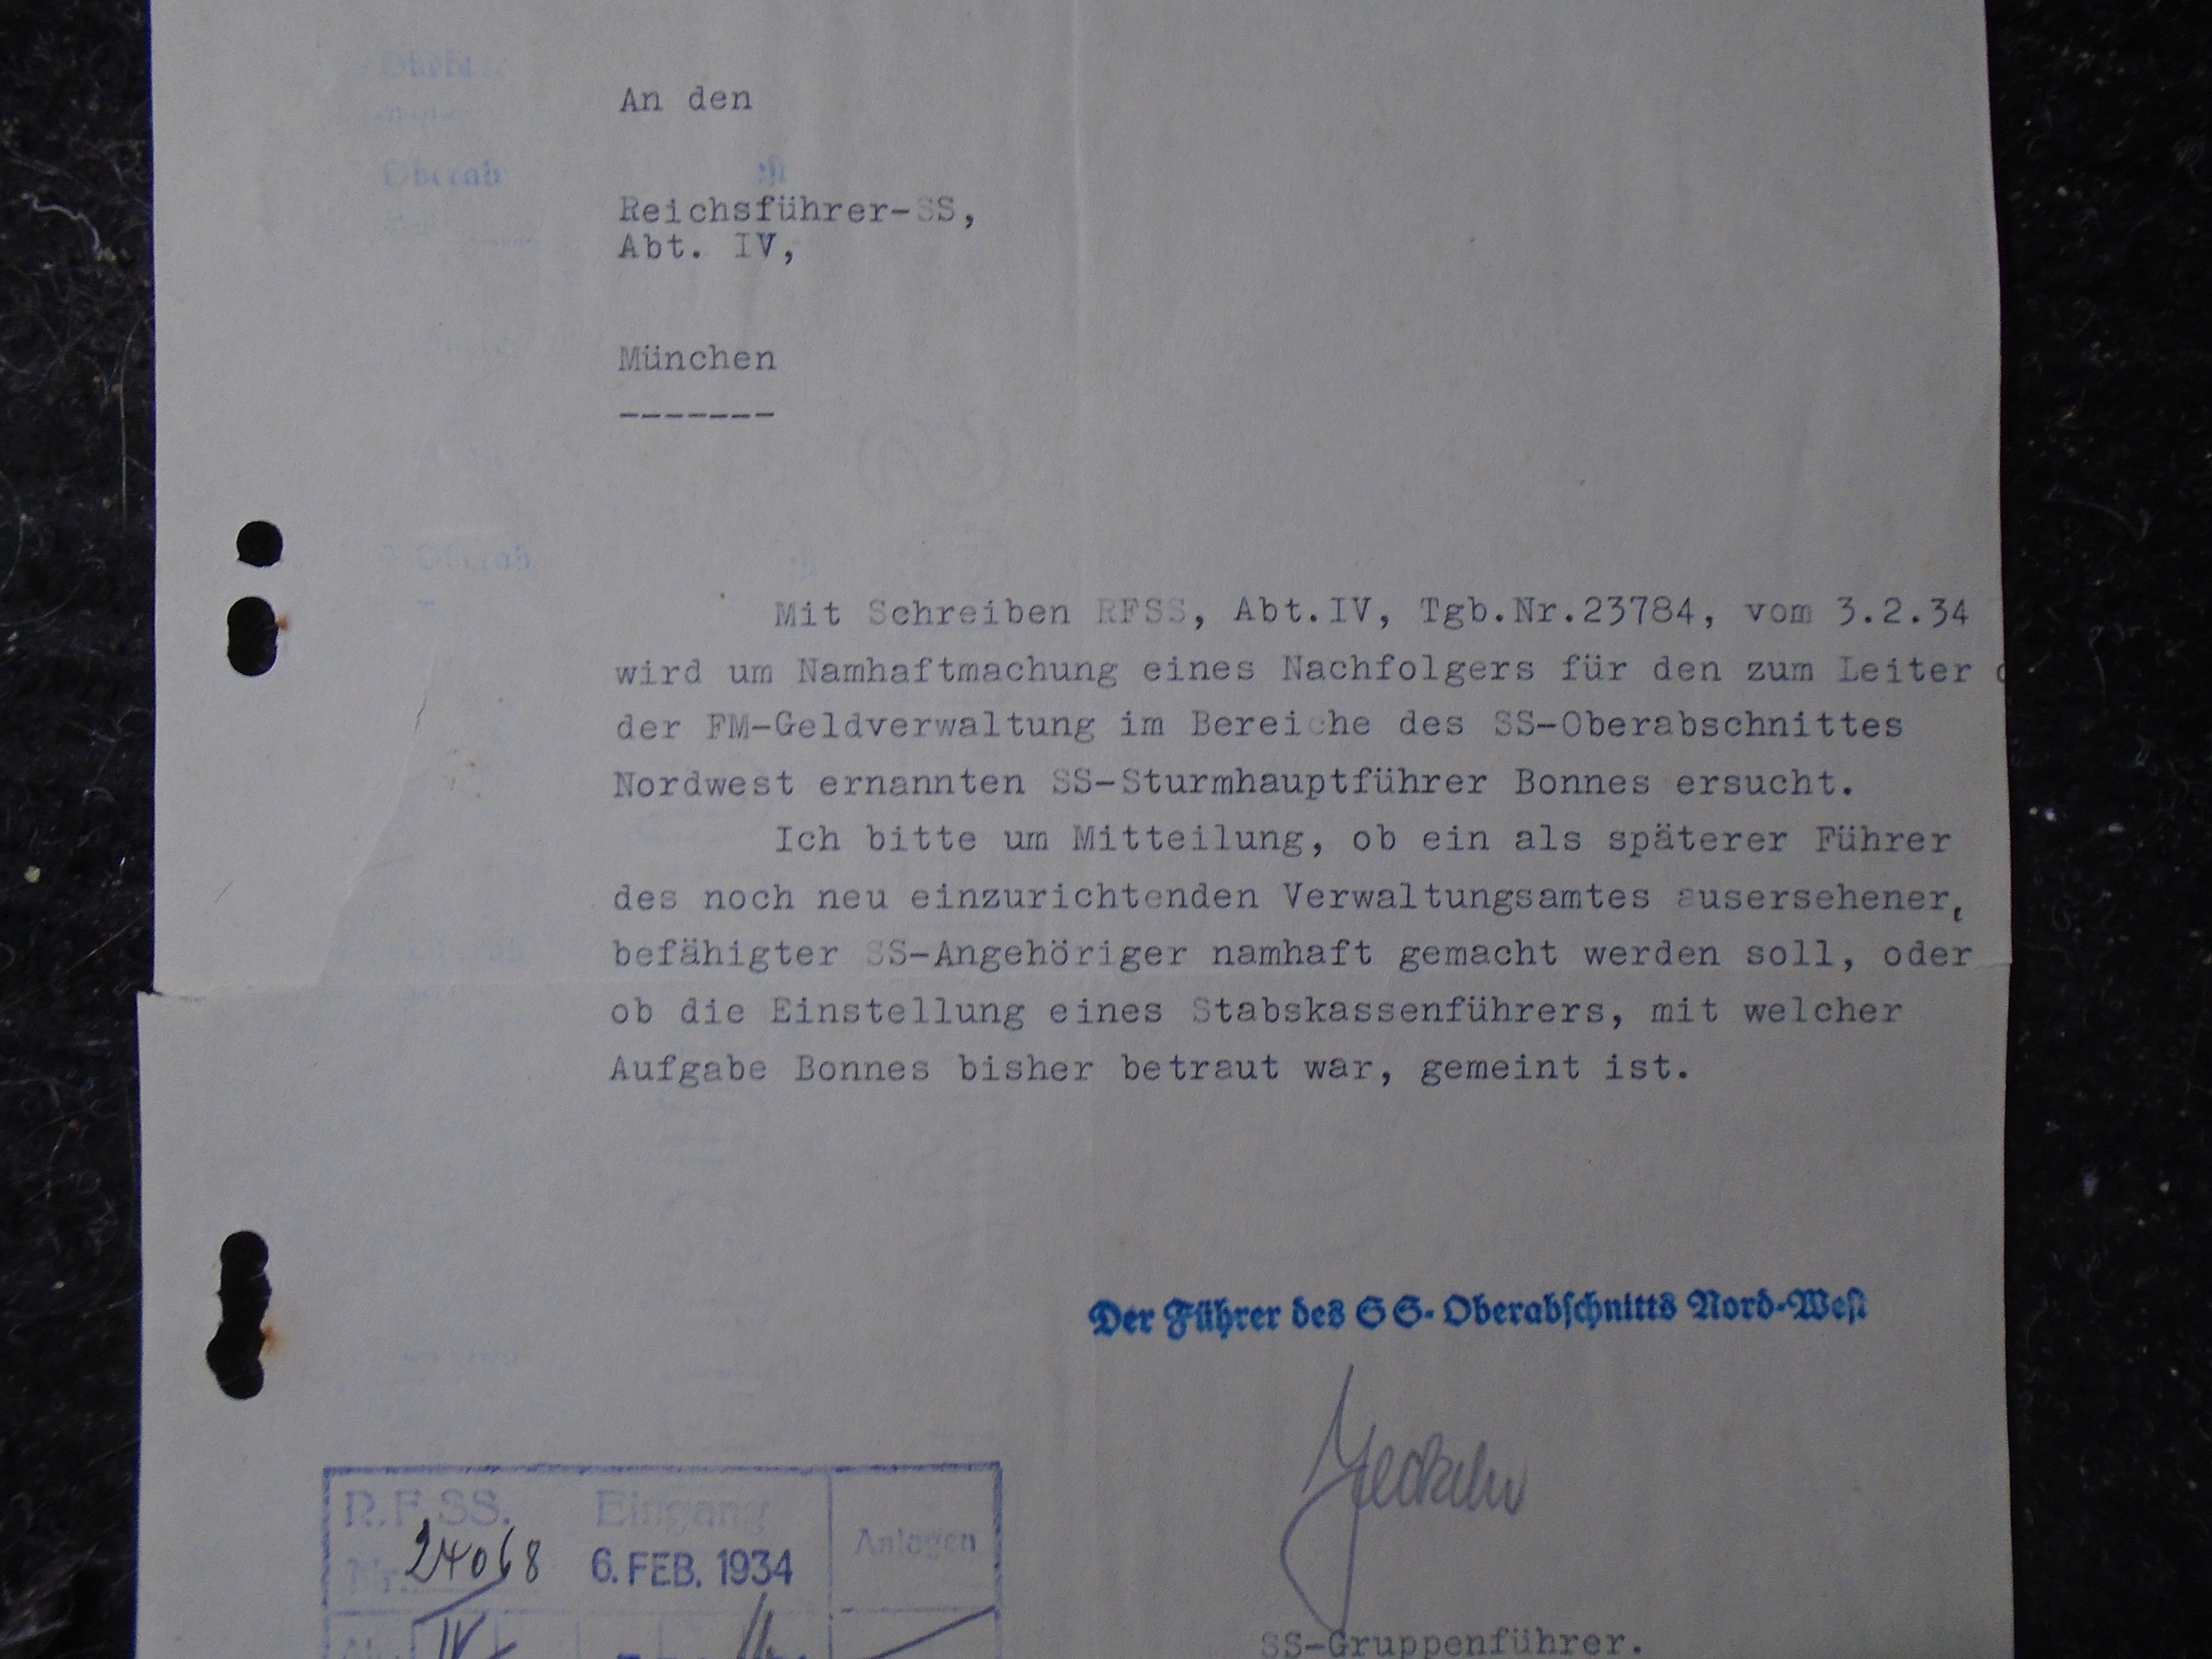 An den
Reichsführer-SS,
Abt. IV,
München
-------
Mit Schreiben RFSS, Abt.IV, Tgb.Nr.23784, vom 3.2.34
wird um Namhaftmachung eines Nachfolgers für den zum Leiter d
der FM-Geldverwaltung im Bereiche des SS-Oberabschnittes
Nordwest ernannten SS-Sturmhauptführer Bonnes ersucht.
Ich bitte um Mitteilung, ob ein als späterer Führer
des noch neu einzurichtenden Verwaltungsamtes ausersehener,
befähigter SS-Angehöriger namhaft gemacht werden soll, oder
ob die Einstellung eines Stabskassenführers, mit welcher
Aufgabe Bonnes bisher betraut war, gemeint ist.
Der Führer des SS-Oberabschnitts Nord-West
Jeckeln
SS-Gruppenführer.
R.F.SS. Eingang
Anlagen
Nr. 24068 6. FEB. 1934
IV